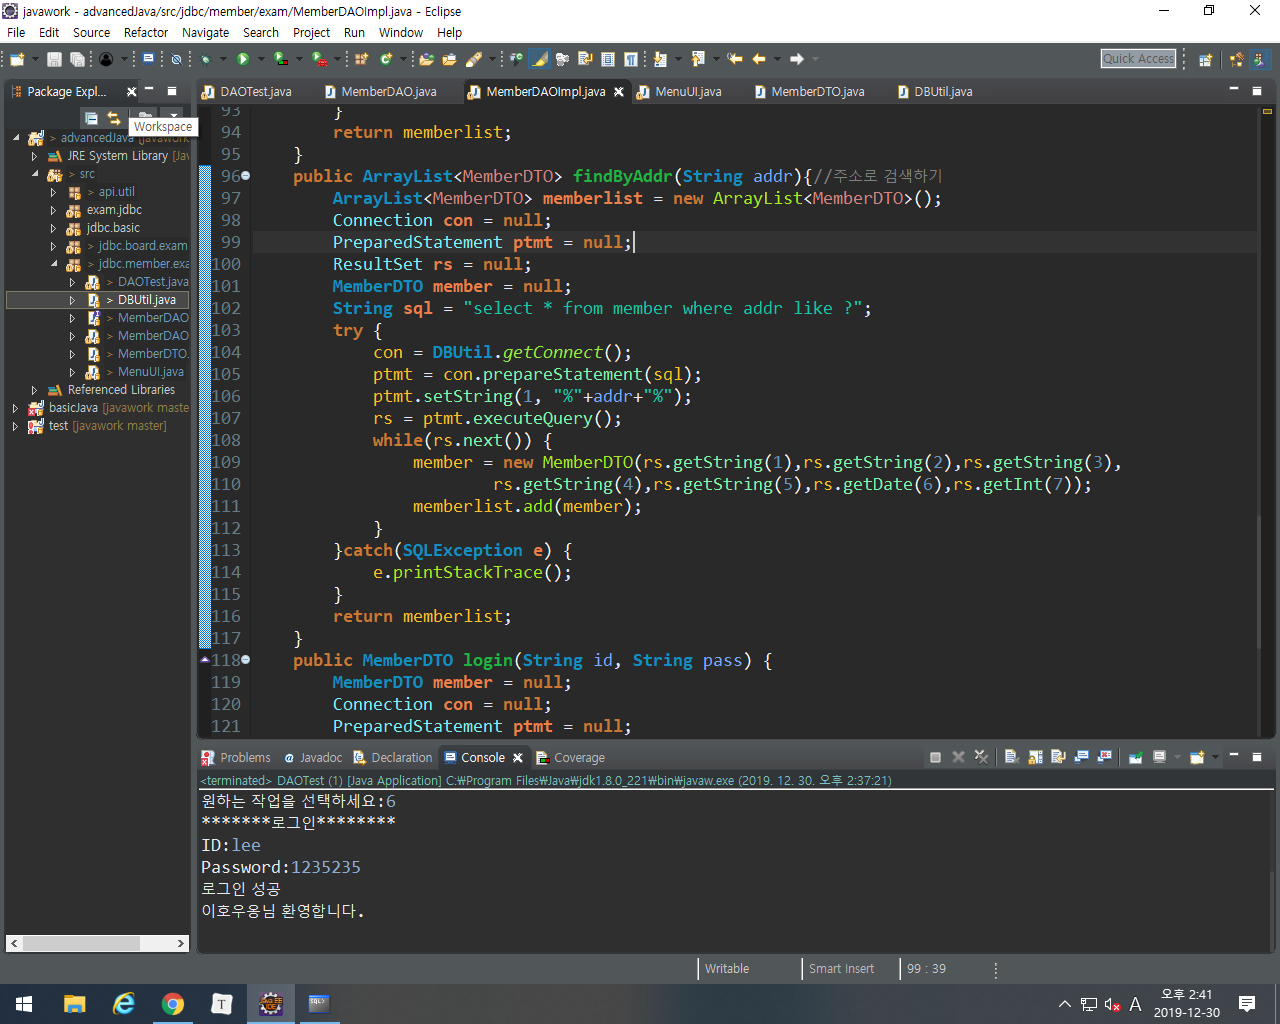 javawork - advancedJava/src/jdbc/member/exam/MemberDAOImpl.java - Eclipse
File Edit Source Refactor Navigate Search Project Run Window Help
Quick Access
Package Expl...
DAOTest.java MemberDAO.java MemberDAOImpl.java MenuUI.java MemberDTO.java DBUtil.java
Workspace
> advancedJava [javawork
JRE System Library [Jav
> src
> api.util
exam.jdbc
jdbc.basic
> jdbc.board.exam
> jdbc.member.exa
> DAOTest.java
> DBUtil.java
> MemberDAO
> MemberDAO
> MemberDTO.
> MenuUI.java
Referenced Libraries
basicJava [javawork maste
test [javawork master]
93 }
94 return memberlist;
95 }
96 public ArrayList<MemberDTO> findByAddr(String addr){//주소로 검색하기
97 ArrayList<MemberDTO> memberlist = new ArrayList<MemberDTO>();
98 Connection con = null;
99 PreparedStatement ptmt = null;
100 ResultSet rs = null;
101 MemberDTO member = null;
102 String sql = "select * from member where addr like ?";
103 try {
104 con = DBUtil.getConnect();
105 ptmt = con.prepareStatement(sql);
106 ptmt.setString(1, "%"+addr+"%");
107 rs = ptmt.executeQuery();
108 while(rs.next()) {
109 member = new MemberDTO(rs.getString(1),rs.getString(2),rs.getString(3),
110 rs.getString(4),rs.getString(5),rs.getDate(6),rs.getInt(7));
111 memberlist.add(member);
112 }
113 }catch(SQLException e) {
114 e.printStackTrace();
115 }
116 return memberlist;
117 }
118 public MemberDTO login(String id, String pass) {
119 MemberDTO member = null;
120 Connection con = null;
121 PreparedStatement ptmt = null;
Problems Javadoc Declaration Console Coverage
<terminated> DAOTest (1) [Java Application] C:₩Program Files₩Java₩jdk1.8.0_221₩bin₩javaw.exe (2019. 12. 30. 오후 2:37:21)
원하는 작업을 선택하세요:6
*******로그인********
ID:lee
Password:1235235
로그인 성공
이호우옹님 환영합니다.
Writable Smart Insert 99 : 39
A 오후 2:41
2019-12-30